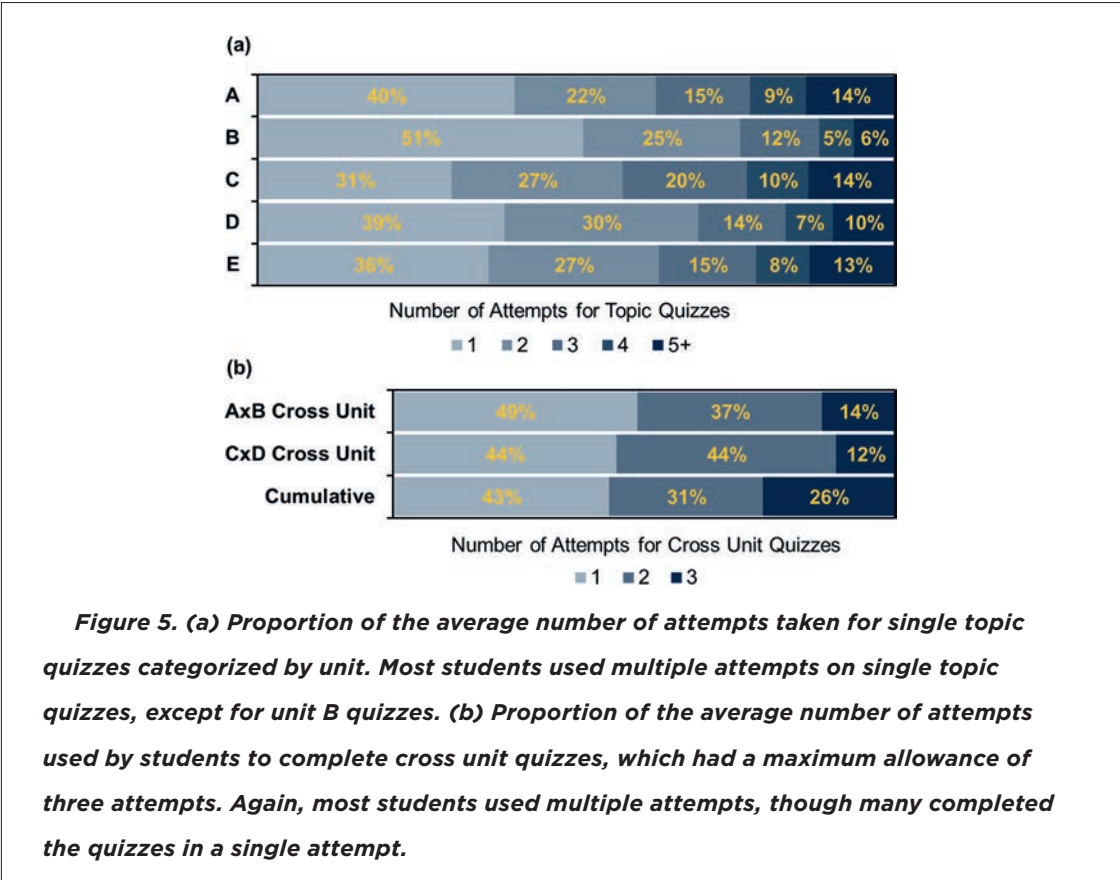 (a)
A 40% 22% 15% 9% 14%
B 51% 25% 12% 5% 6%
C 31% 27% 20% 10% 14%
D 39% 30% 14% 7% 10%
E 36% 27% 15% 8% 13%
Number of Attempts for Topic Quizzes
1 2 3 4 5+
(b)
AxB Cross Unit 49% 37% 14%
CxD Cross Unit 44% 44% 12%
Cumulative 43% 31% 26%
Number of Attempts for Cross Unit Quizzes
1 2 3
Figure 5. (a) Proportion of the average number of attempts taken for single topic
quizzes categorized by unit. Most students used multiple attempts on single topic
quizzes, except for unit B quizzes. (b) Proportion of the average number of attempts
used by students to complete cross unit quizzes, which had a maximum allowance of
three attempts. Again, most students used multiple attempts, though many completed
the quizzes in a single attempt.